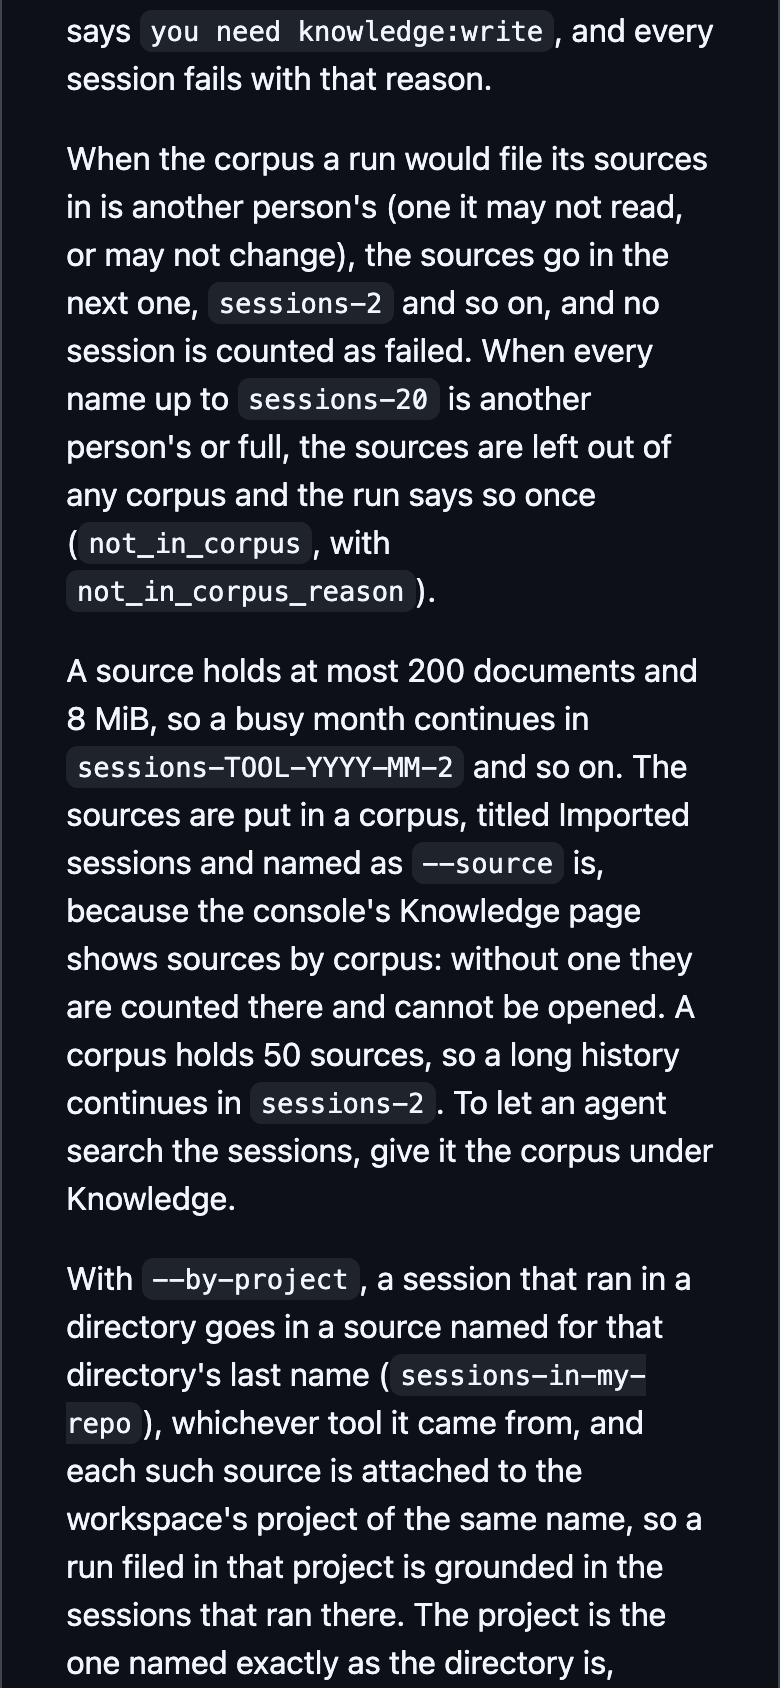 says you need knowledge:write, and every
session fails with that reason.
When the corpus a run would file its sources
in is another person's (one it may not read,
or may not change), the sources go in the
next one, sessions-2 and so on, and no
session is counted as failed. When every
name up to sessions-20 is another
person's or full, the sources are left out of
any corpus and the run says so once
(not_in_corpus, with
not_in_corpus_reason).
A source holds at most 200 documents and
8 MiB, so a busy month continues in
sessions-TOOL-YYYY-MM-2 and so on. The
sources are put in a corpus, titled Imported
sessions and named as --source is,
because the console's Knowledge page
shows sources by corpus: without one they
are counted there and cannot be opened. A
corpus holds 50 sources, so a long history
continues in sessions-2. To let an agent
search the sessions, give it the corpus under
Knowledge.
With --by-project, a session that ran in a
directory goes in a source named for that
directory's last name (sessions-in-my-
repo), whichever tool it came from, and
each such source is attached to the
workspace's project of the same name, so a
run filed in that project is grounded in the
sessions that ran there. The project is the
one named exactly as the directory is,